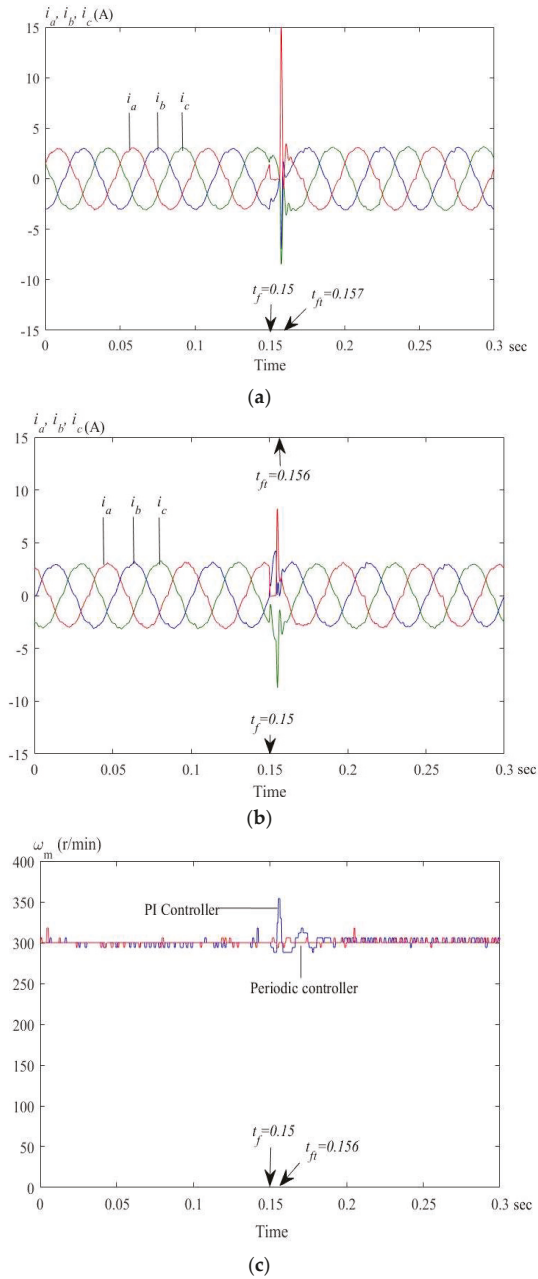 i_a, i_b, i_c (A)
15
10
5
0
-5
-10
-15
i_a
i_b
i_c
t_f=0.15
t_ft=0.157
0
0.05
0.1
0.15
0.2
0.25
0.3 sec
Time
(a)
i_a, i_b, i_c (A)
15
10
5
0
-5
-10
-15
t_ft=0.156
i_a
i_b
i_c
t_f=0.15
0
0.05
0.1
0.15
0.2
0.25
0.3 sec
Time
(b)
ω_m (r/min)
400
350
300
250
200
150
100
50
0
PI Controller
Periodic controller
t_f=0.15
t_ft=0.156
0
0.05
0.1
0.15
0.2
0.25
0.3 sec
Time
(c)